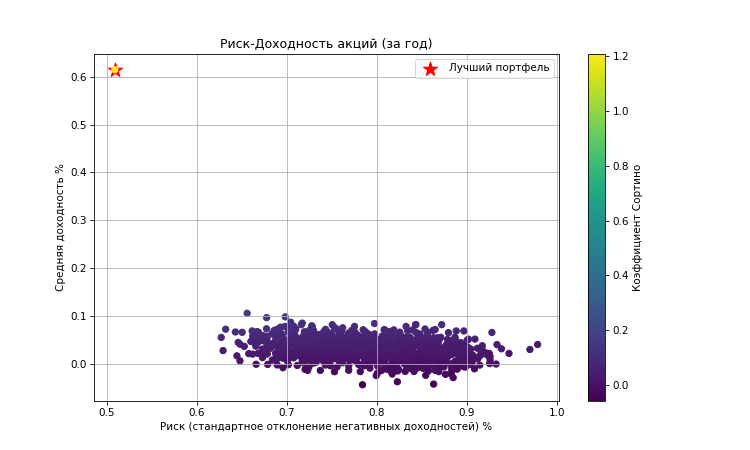 Риск-Доходность акций (за год)
Лучший портфель
Средняя доходность %
0.6
0.5
0.4
0.3
0.2
0.1
0.0
0.5 0.6 0.7 0.8 0.9 1.0
Риск (стандартное отклонение негативных доходностей) %
1.2
1.0
0.8
0.6
0.4
0.2
0.0
Коэффициент Сортино